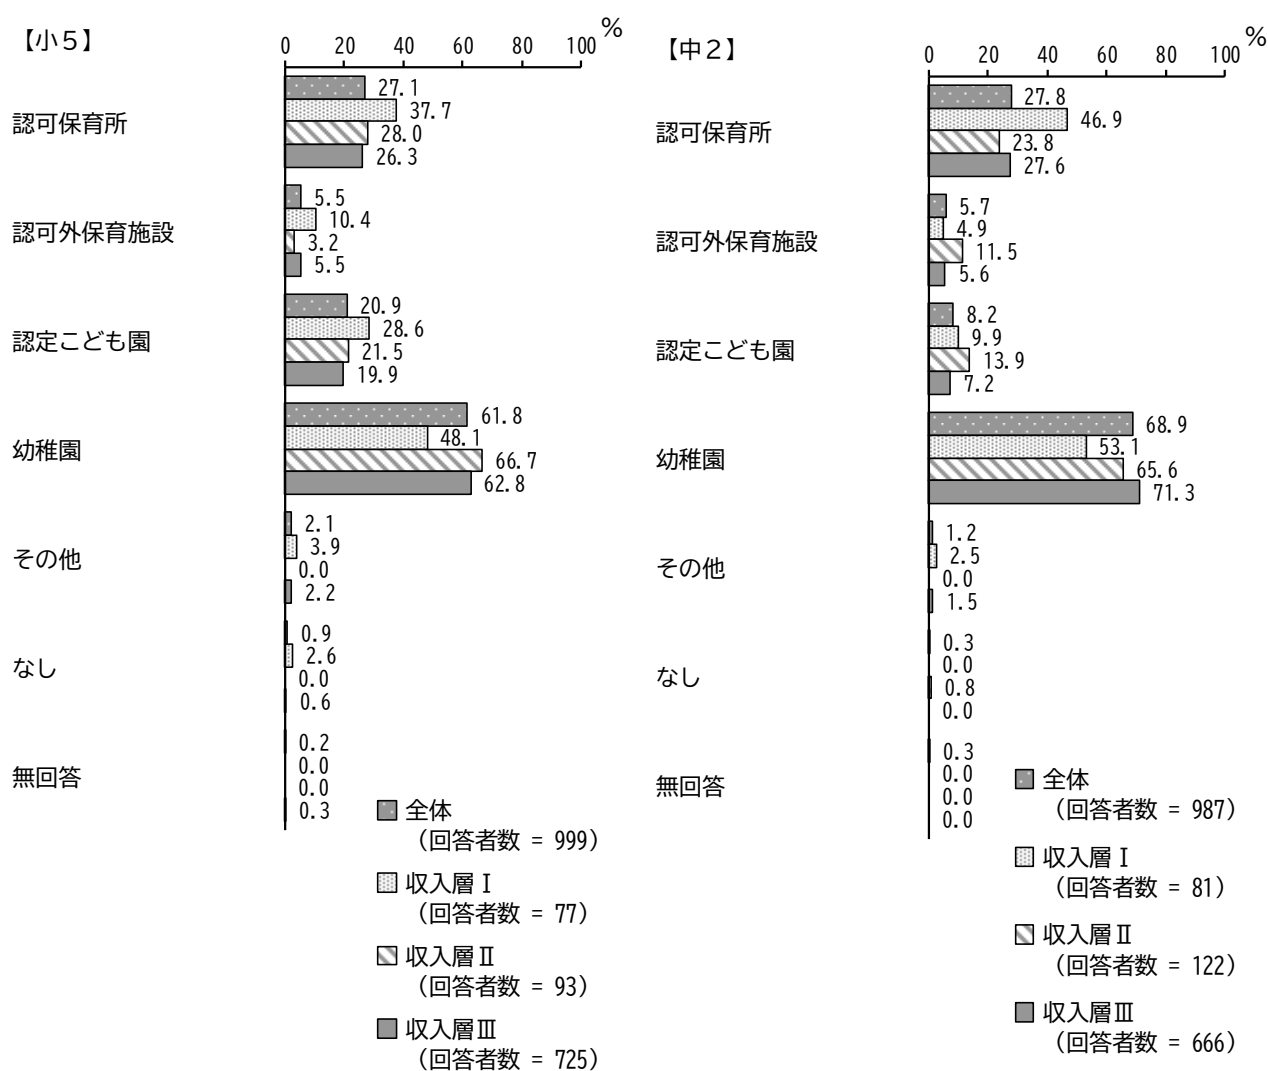 【小５】
%
0 20 40 60 80 100
認可保育所
27.1
37.7
28.0
26.3
認可外保育施設
5.5
10.4
3.2
5.5
認定こども園
20.9
28.6
21.5
19.9
幼稚園
61.8
48.1
66.7
62.8
その他
2.1
3.9
0.0
2.2
なし
0.9
2.6
0.0
0.6
無回答
0.2
0.0
0.0
0.3
全体
（回答者数 = 999）
収入層Ⅰ
（回答者数 = 77）
収入層Ⅱ
（回答者数 = 93）
収入層Ⅲ
（回答者数 = 725）
【中２】
%
0 20 40 60 80 100
認可保育所
27.8
46.9
23.8
27.6
認可外保育施設
5.7
4.9
11.5
5.6
認定こども園
8.2
9.9
13.9
7.2
幼稚園
68.9
53.1
65.6
71.3
その他
1.2
2.5
0.0
1.5
なし
0.3
0.0
0.8
0.0
無回答
0.3
0.0
0.0
0.0
全体
（回答者数 = 987）
収入層Ⅰ
（回答者数 = 81）
収入層Ⅱ
（回答者数 = 122）
収入層Ⅲ
（回答者数 = 666）